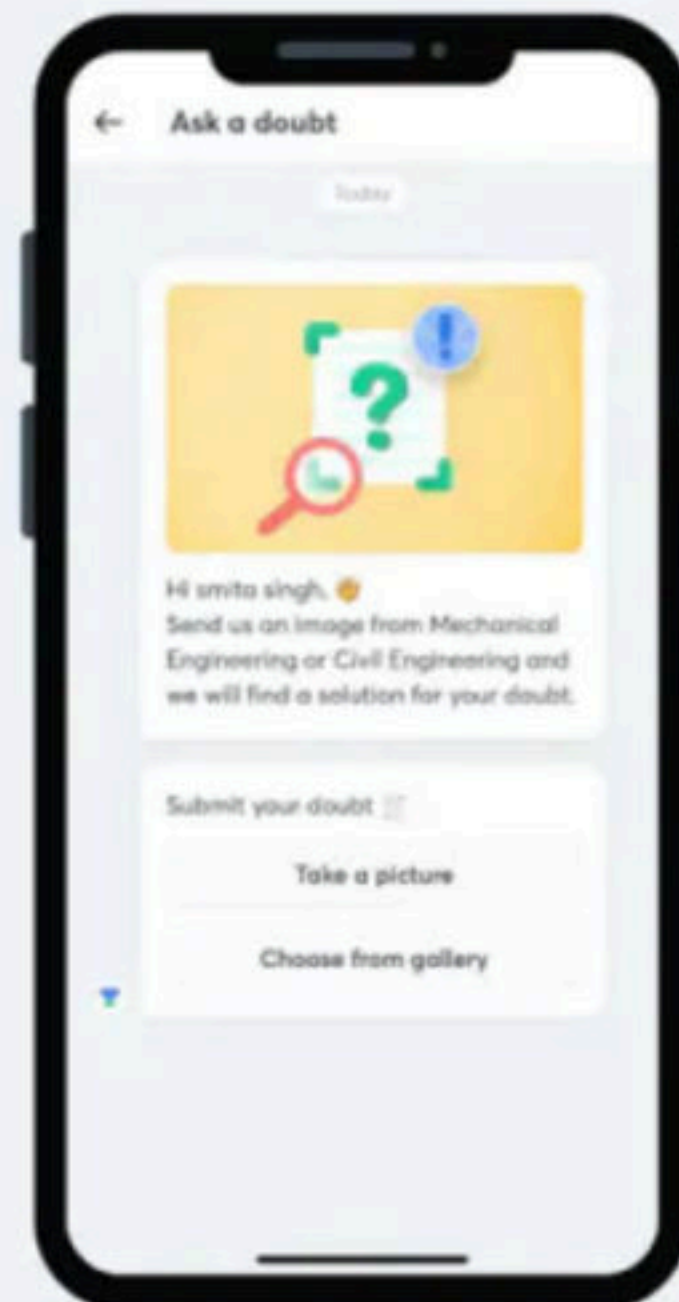 Ask a doubt
Today
?
!
Hi smita singh,
Send us an image from Mechanical
Engineering or Civil Engineering and
we will find a solution for your doubt.
Submit your doubt
Take a picture
Choose from gallery